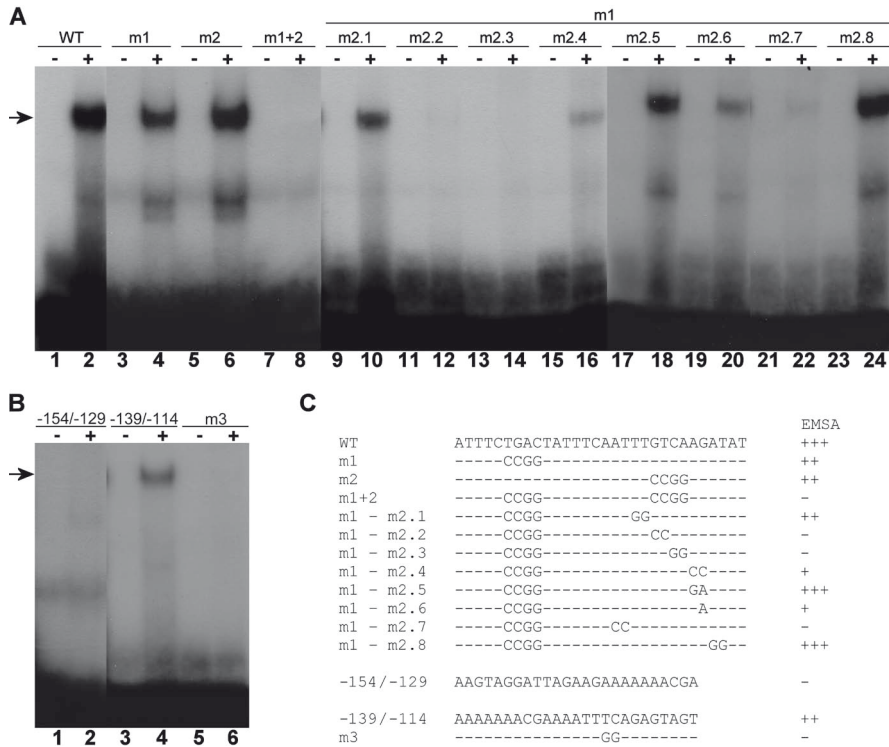 A
m1
WT m1 m2 m1+2 m2.1 m2.2 m2.3 m2.4 m2.5 m2.6 m2.7 m2.8
- + - + - + - + - + - + - + - + - + - + - + - +
1 2 3 4 5 6 7 8 9 10 11 12 13 14 15 16 17 18 19 20 21 22 23 24
B
-154/-129 -139/-114 m3
- + - + - +
1 2 3 4 5 6
C
EMSA
WT ATTTCTGACTATTTCAATTTGTCAAGATAT +++
m1 -----CCGG--------------------- ++
m2 --------------------CCGG------ ++
m1+2 -----CCGG-----------CCGG------ -
m1 - m2.1 -----CCGG---------GG---------- ++
m1 - m2.2 -----CCGG-----------CC-------- -
m1 - m2.3 -----CCGG-------------GG------ -
m1 - m2.4 -----CCGG---------------CC---- +
m1 - m2.5 -----CCGG---------------GA---- +++
m1 - m2.6 -----CCGG----------------A---- +
m1 - m2.7 -----CCGG-------CC------------ -
m1 - m2.8 -----CCGG-----------------GG-- +++
-154/-129 AAGTAGGATTAGAAGAAAAAAACGA -
-139/-114 AAAAAAACGAAAATTTCAGAGTAGT ++
m3 ---------------GG-------- -